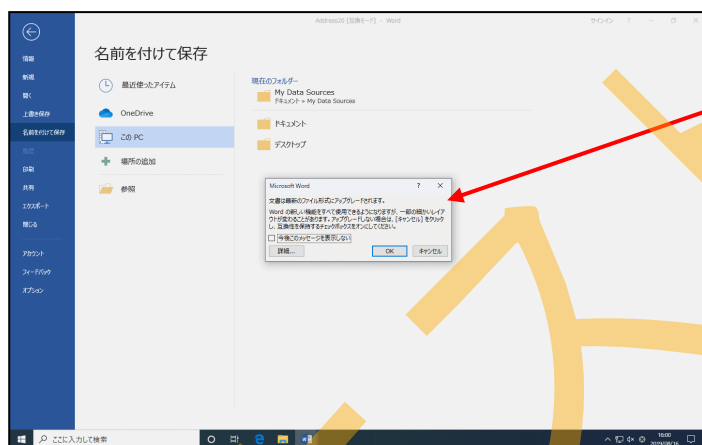 Address20 [互換モード] - Word
サインイン ? － □ ×
名前を付けて保存
情報
新規
開く
上書き保存
名前を付けて保存
履歴
印刷
共有
エクスポート
閉じる
アカウント
フィードバック
オプション
最近使ったアイテム
OneDrive
この PC
場所の追加
参照
現在のフォルダー
My Data Sources
ドキュメント » My Data Sources
ドキュメント
デスクトップ
Microsoft Word ? ×
文書は最新のファイル形式にアップグレードされます。
Word の新しい機能をすべて使用できるようになりますが、一部の細かいレイア
ウトが変わることがあります。アップグレードしない場合は、[キャンセル] をクリック
し、互換性を保持するチェックボックスをオンにしてください。
今後このメッセージを表示しない
詳細... OK キャンセル
ここに入力して検索
16:00
2019/08/16